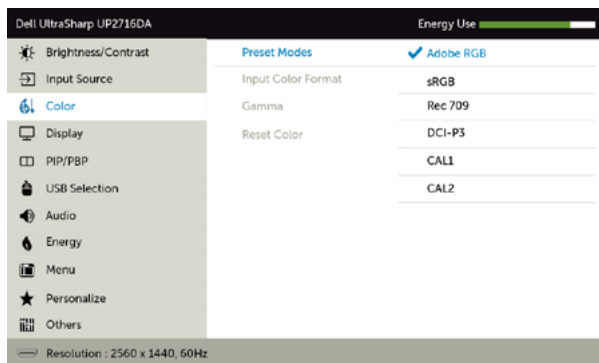 Dell UltraSharp UP2716DA Energy Use
Brightness/Contrast Preset Modes Adobe RGB
Input Source Input Color Format sRGB
Color Gamma Rec 709
Display Reset Color DCI-P3
PIP/PBP CAL1
USB Selection CAL2
Audio
Energy
Menu
Personalize
Others
Resolution : 2560 x 1440, 60Hz